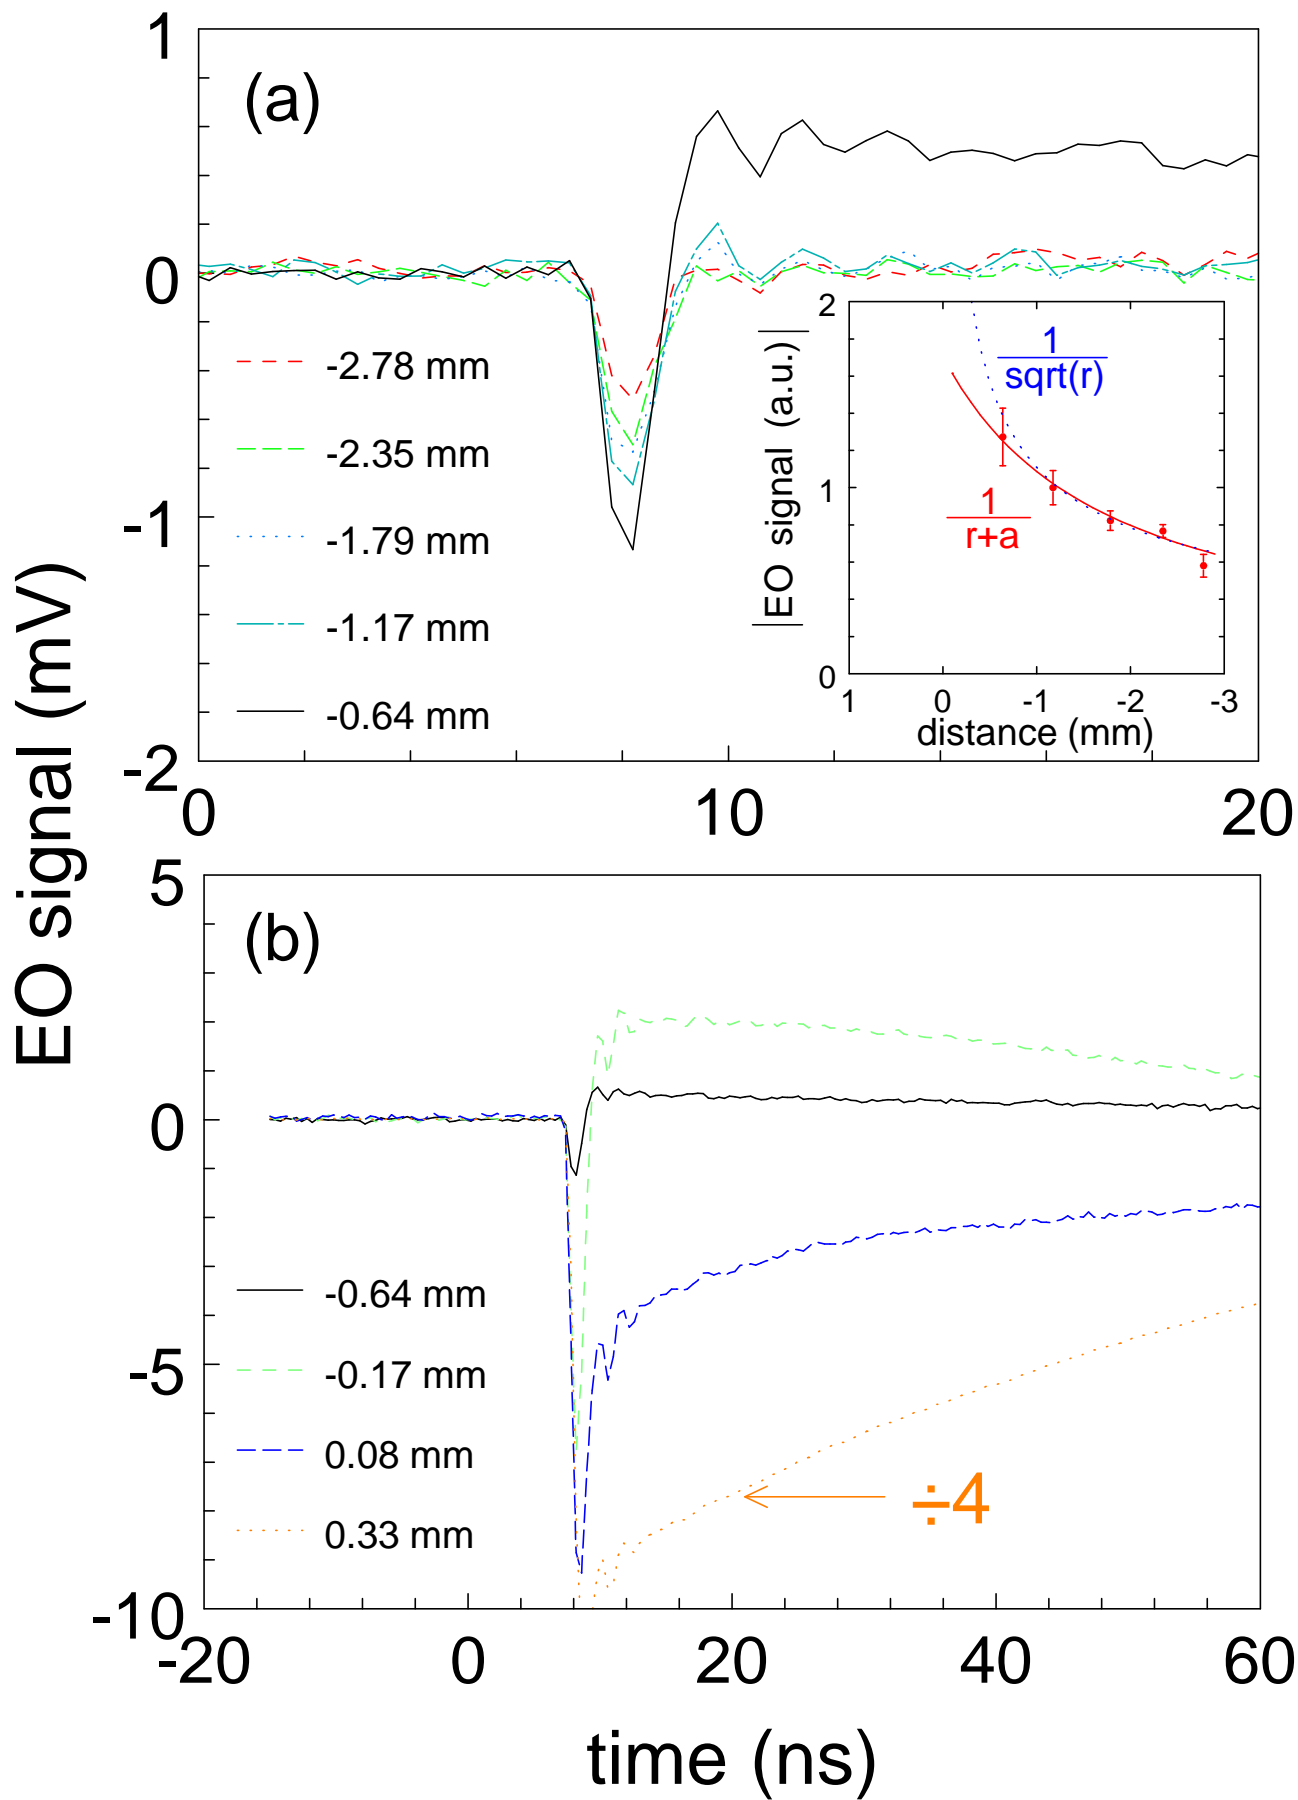 EO signal (mV)
(a)
1
0
-1
-2
0
10
20
-2.78 mm
-2.35 mm
-1.79 mm
-1.17 mm
-0.64 mm
|EO signal (a.u.)|
2
1
0
1
0
-1
-2
-3
distance (mm)
1
sqrt(r)
1
r+a
(b)
5
0
-5
-10
-20
0
20
40
60
-0.64 mm
-0.17 mm
0.08 mm
0.33 mm
÷4
time (ns)